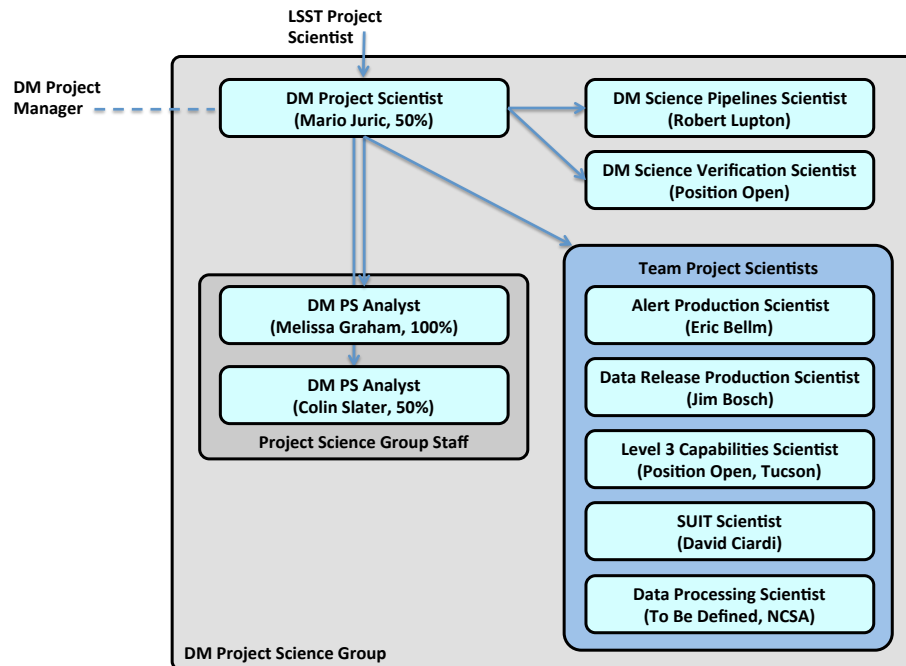 LSST Project
Scientist
DM Project
Manager
DM Project Scientist
(Mario Juric, 50%)
DM Science Pipelines Scientist
(Robert Lupton)
DM Science Verification Scientist
(Position Open)
Team Project Scientists
Alert Production Scientist
(Eric Bellm)
Data Release Production Scientist
(Jim Bosch)
Level 3 Capabilities Scientist
(Position Open, Tucson)
SUIT Scientist
(David Ciardi)
Data Processing Scientist
(To Be Defined, NCSA)
DM PS Analyst
(Melissa Graham, 100%)
DM PS Analyst
(Colin Slater, 50%)
Project Science Group Staff
DM Project Science Group